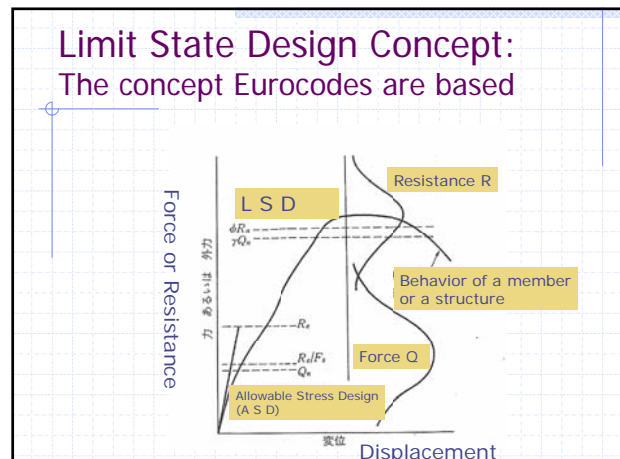 Limit State Design Concept:
The concept Eurocodes are based
Force or Resistance
力 あるいは 外力
L S D
Resistance R
φRn
γQn
Behavior of a member
or a structure
Re
Force Q
Re/Fs
Qn
Allowable Stress Design
(A S D)
変位
Displacement